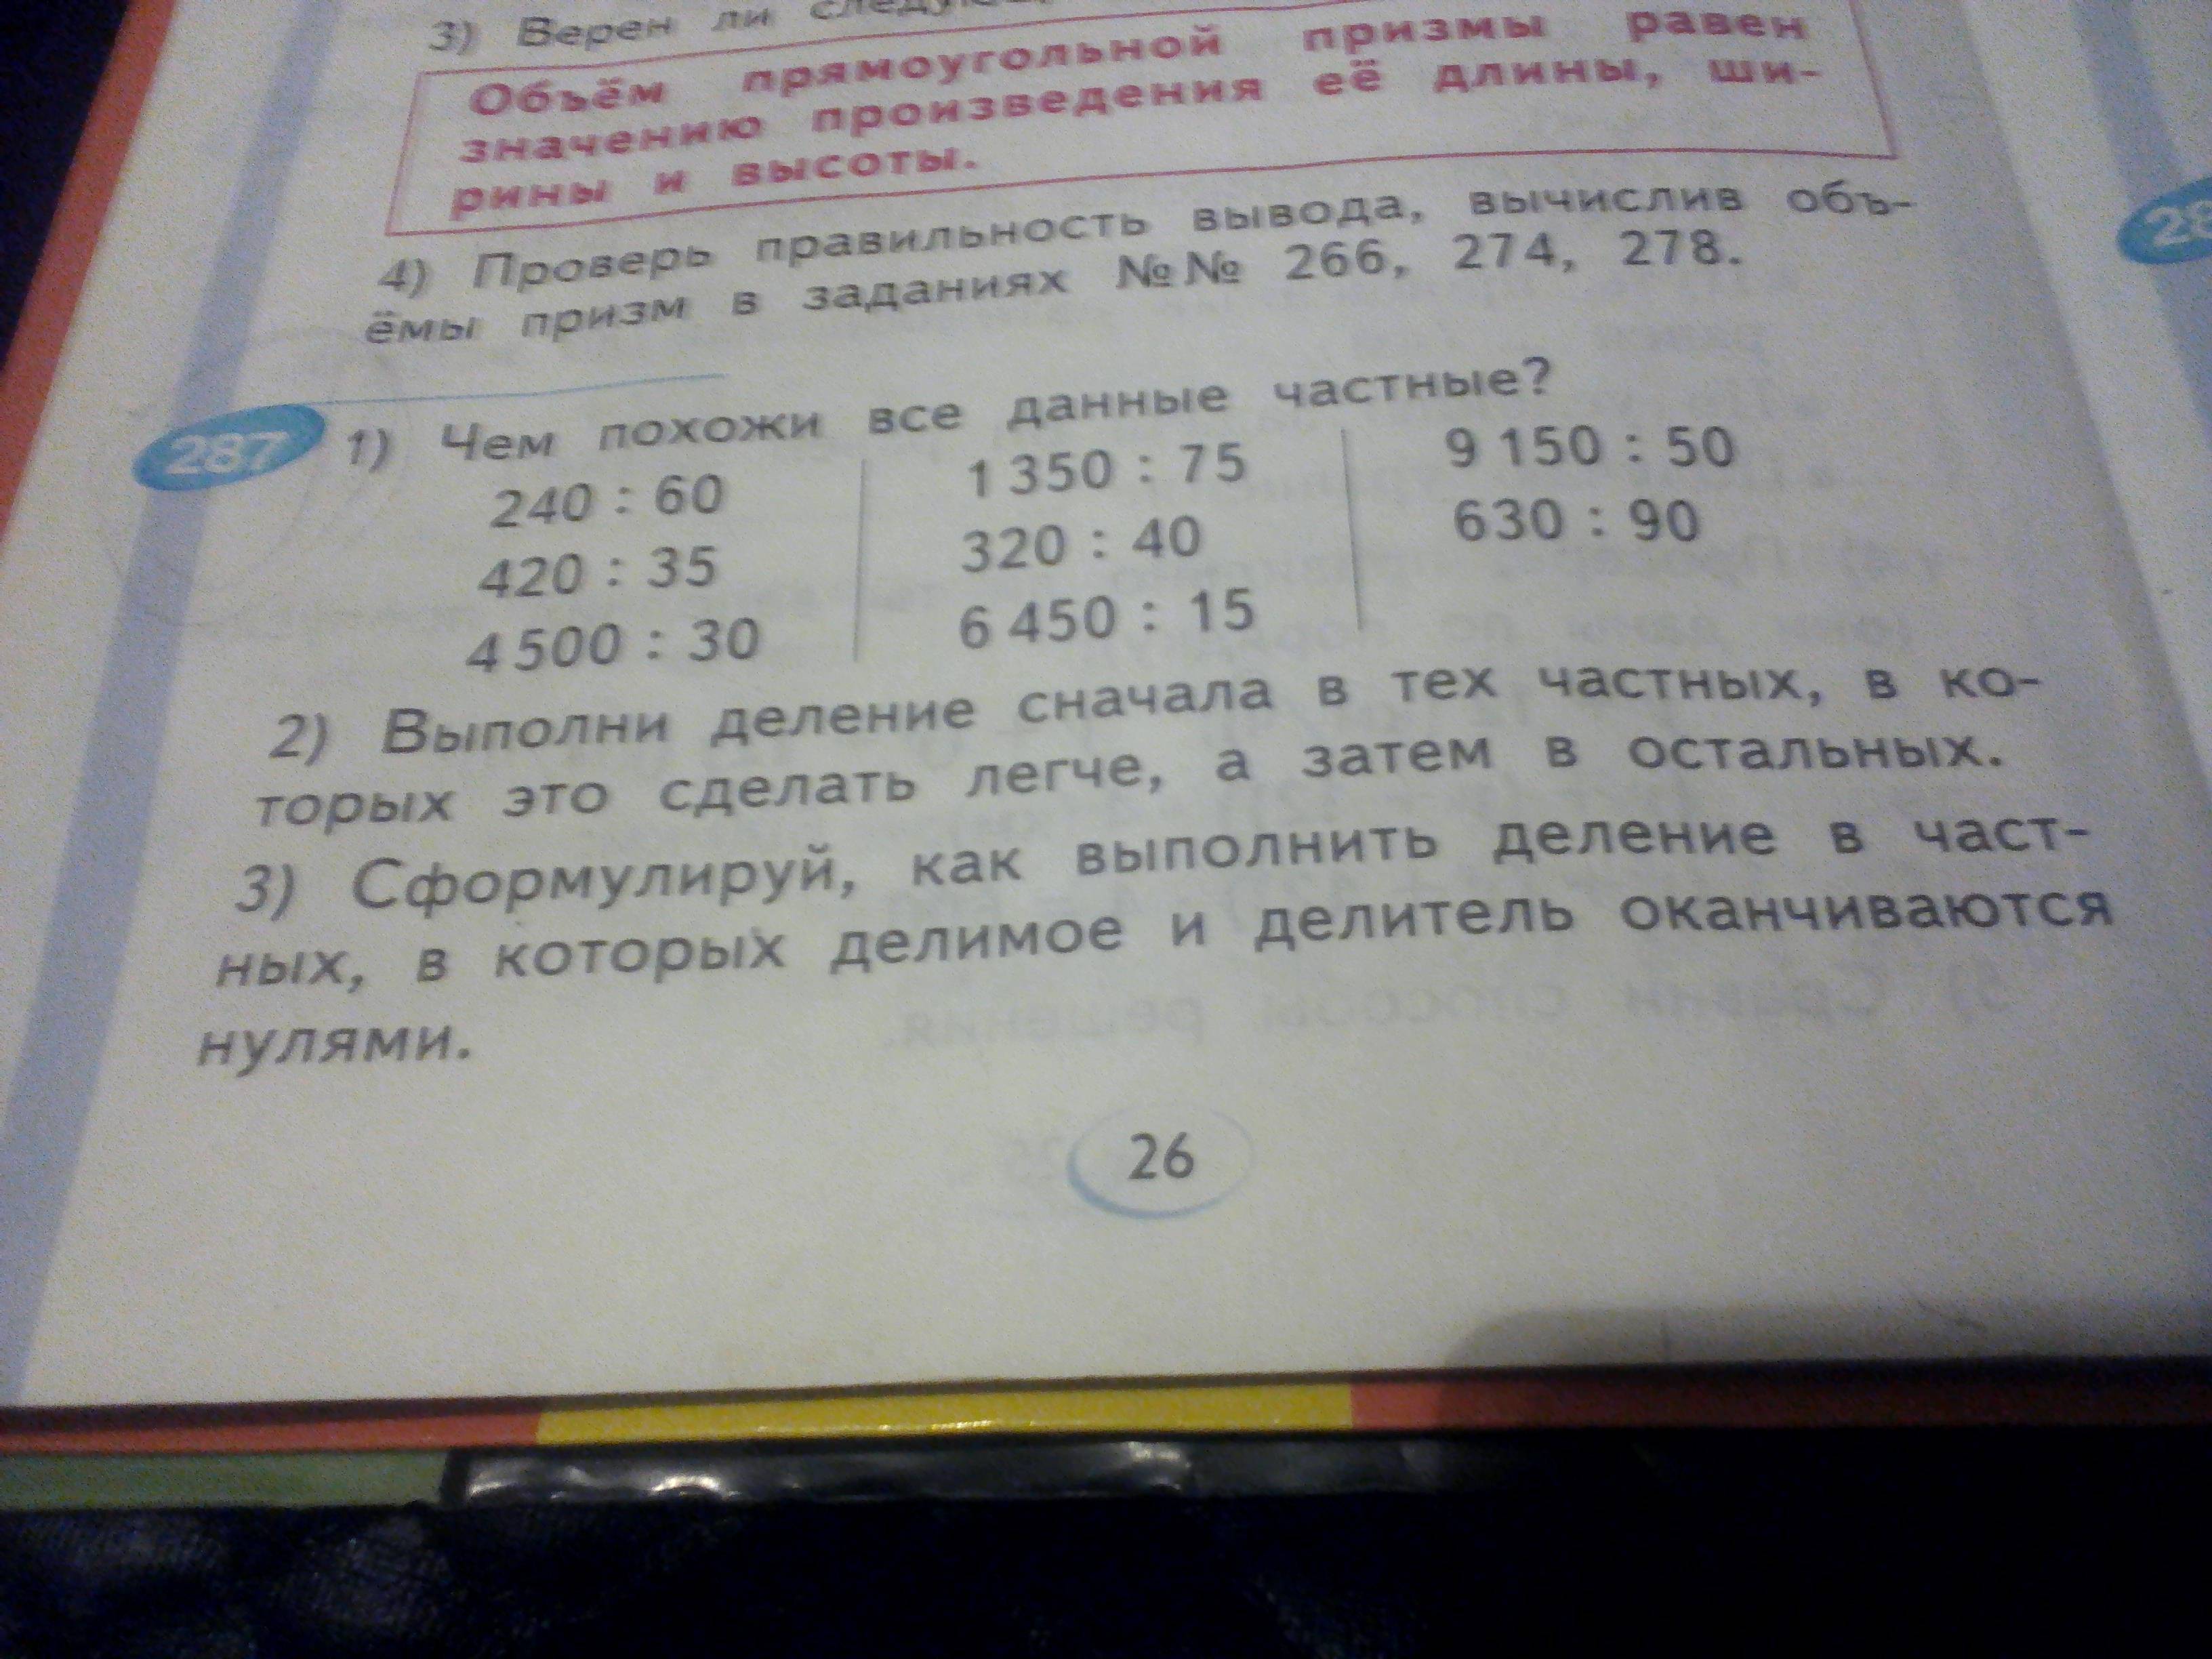 3) Верен ли
Объём прямоугольной призмы равен
значению произведения её длины, ши-
рины и высоты.
4) Проверь правильность вывода, вычислив объ-
ёмы призм в заданиях №№ 266, 274, 278.
287 1) Чем похожи все данные частные?
240 : 60
420 : 35
4 500 : 30
1 350 : 75
320 : 40
6 450 : 15
9 150 : 50
630 : 90
2) Выполни деление сначала в тех частных, в ко-
торых это сделать легче, а затем в остальных.
3) Сформулируй, как выполнить деление в част-
ных, в которых делимое и делитель оканчиваются
нулями.
26